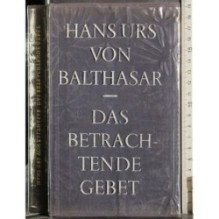 HANS URS
VON
BALTHASAR
DAS
BETRACH-
TENDE
GEBET